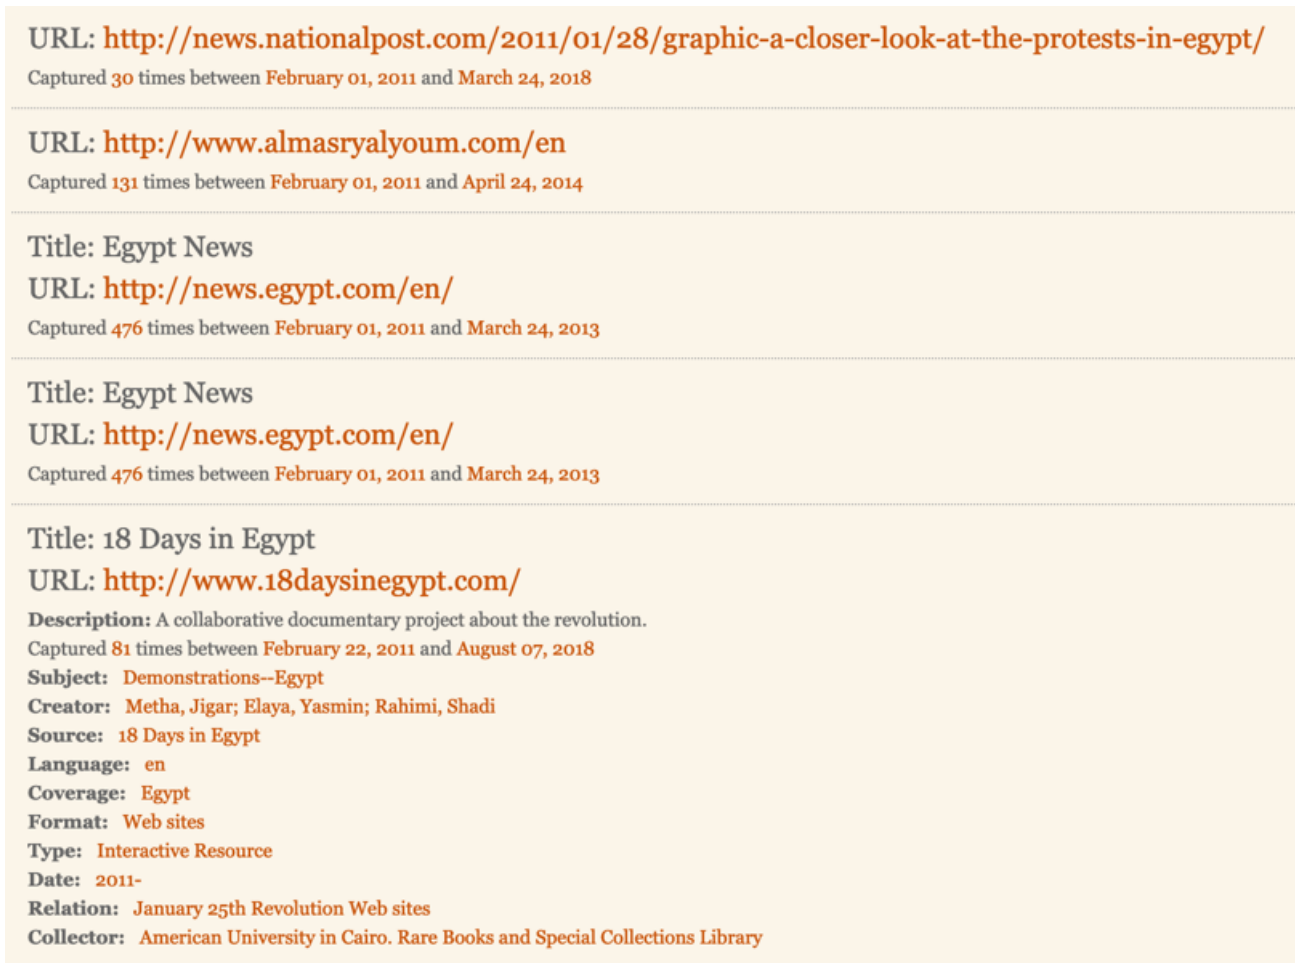 URL: http://news.nationalpost.com/2011/01/28/graphic-a-closer-look-at-the-protests-in-egypt/
Captured 30 times between February 01, 2011 and March 24, 2018
URL: http://www.almasryalyoum.com/en
Captured 131 times between February 01, 2011 and April 24, 2014
Title: Egypt News
URL: http://news.egypt.com/en/
Captured 476 times between February 01, 2011 and March 24, 2013
Title: Egypt News
URL: http://news.egypt.com/en/
Captured 476 times between February 01, 2011 and March 24, 2013
Title: 18 Days in Egypt
URL: http://www.18daysinegypt.com/
Description: A collaborative documentary project about the revolution.
Captured 81 times between February 22, 2011 and August 07, 2018
Subject: Demonstrations--Egypt
Creator: Metha, Jigar; Elaya, Yasmin; Rahimi, Shadi
Source: 18 Days in Egypt
Language: en
Coverage: Egypt
Format: Web sites
Type: Interactive Resource
Date: 2011-
Relation: January 25th Revolution Web sites
Collector: American University in Cairo. Rare Books and Special Collections Library